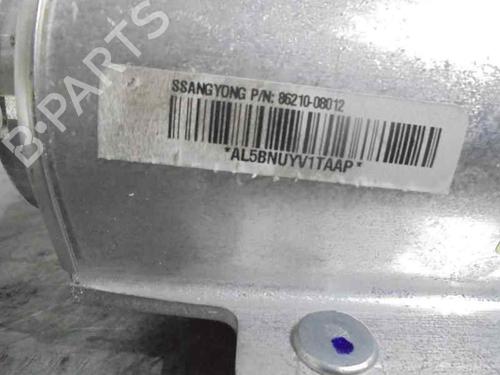 B-PARTS
SSANGYONG P/N: 86210-08012
*AL5BNUYV1TAAP*